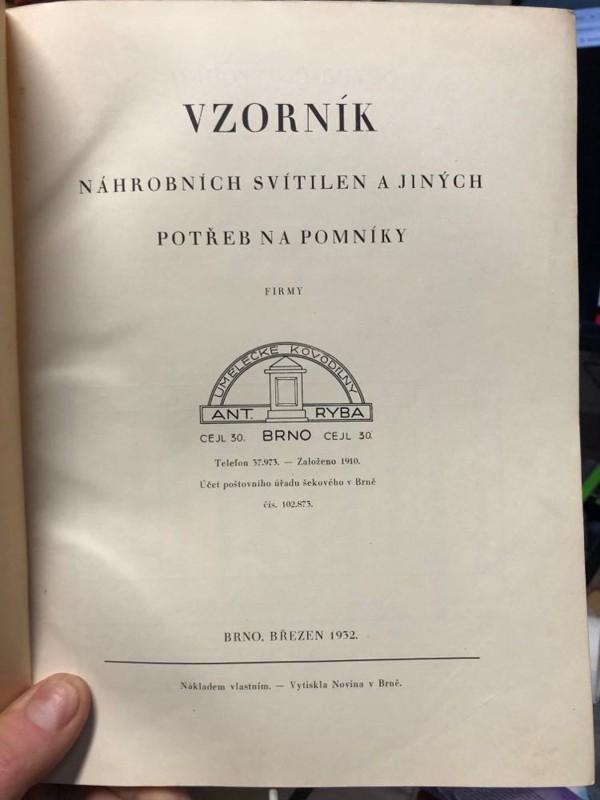 VZORNÍK
NÁHROBNÍCH SVÍTILEN A JINÝCH
POTŘEB NA POMNÍKY
FIRMY
UMĚLECKÉ KOVODÍLNY
ANT. RYBA
CEJL 30. BRNO CEJL 30.
Telefon 37.973. — Založeno 1910.
Účet poštovního úřadu šekového v Brně
čís. 102.873.
BRNO, BŘEZEN 1932.
Nákladem vlastním. — Vytiskla Novina v Brně.